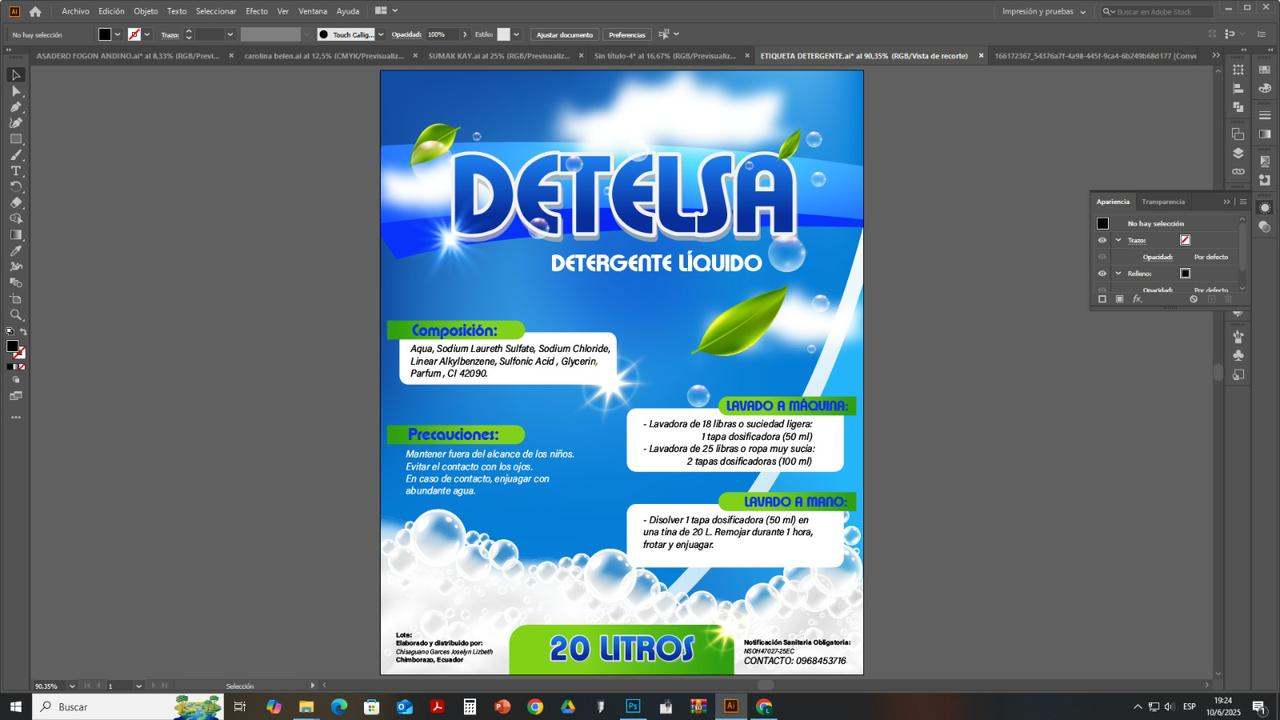 Archivo Edición Objeto Texto Seleccionar Efecto Ver Ventana Ayuda
Impresión y pruebas
Buscar en Adobe Stock
No hay selección
Trazo:
Touch Callig...
Opacidad: 100%
Estilo:
Ajustar documento
Preferencias
ASADERO FOGON ANDINO.ai* al 8,33% (RGB/Previ...
carolina belen.ai al 12,5% (CMYK/Previsualiz...
SUMAK KAY.ai al 25% (RGB/Previsualiz...
Sin título-4* al 16,67% (RGB/Previsualiz...
ETIQUETA DETERGENTE.ai* al 90,35% (RGB/Vista de recorte)
166172367_54376a7f-4a98-445f-9ca4-6b249b68d177 [Conve
DETELSA
DETERGENTE LÍQUIDO
Composición:
Aqua, Sodium Laureth Sulfate, Sodium Chloride,
Linear Alkylbenzene, Sulfonic Acid , Glycerin,
Parfum , CI 42090.
Precauciones:
Mantener fuera del alcance de los niños.
Evitar el contacto con los ojos.
En caso de contacto, enjuagar con
abundante agua.
LAVADO A MÁQUINA:
- Lavadora de 18 libras o suciedad ligera:
1 tapa dosificadora (50 ml)
- Lavadora de 25 libras o ropa muy sucia:
2 tapas dosificadoras (100 ml)
LAVADO A MANO:
- Disolver 1 tapa dosificadora (50 ml) en
una tina de 20 L. Remojar durante 1 hora,
frotar y enjuagar.
Lote:
Elaborado y distribuido por:
Chisaguano Garces Joselyn Lizbeth
Chimborazo, Ecuador
20 LITROS
Notificación Sanitaria Obligatoria:
NSOH47027-25EC
CONTACTO: 0968453716
Apariencia
Transparencia
No hay selección
Trazo:
Opacidad: Por defecto
Relleno:
Opacidad: Por defecto
fx.
90,35%
1
Selección
Buscar
ESP
19:24
10/6/2025